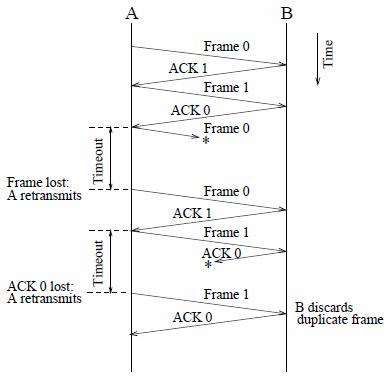 A
B
Frame 0
Time
ACK 1
Frame 1
ACK 0
Frame 0
*
Timeout
Frame lost:
A retransmits
Frame 0
ACK 1
Frame 1
ACK 0
*
Timeout
ACK 0 lost:
A retransmits
Frame 1
ACK 0
B discards
duplicate frame